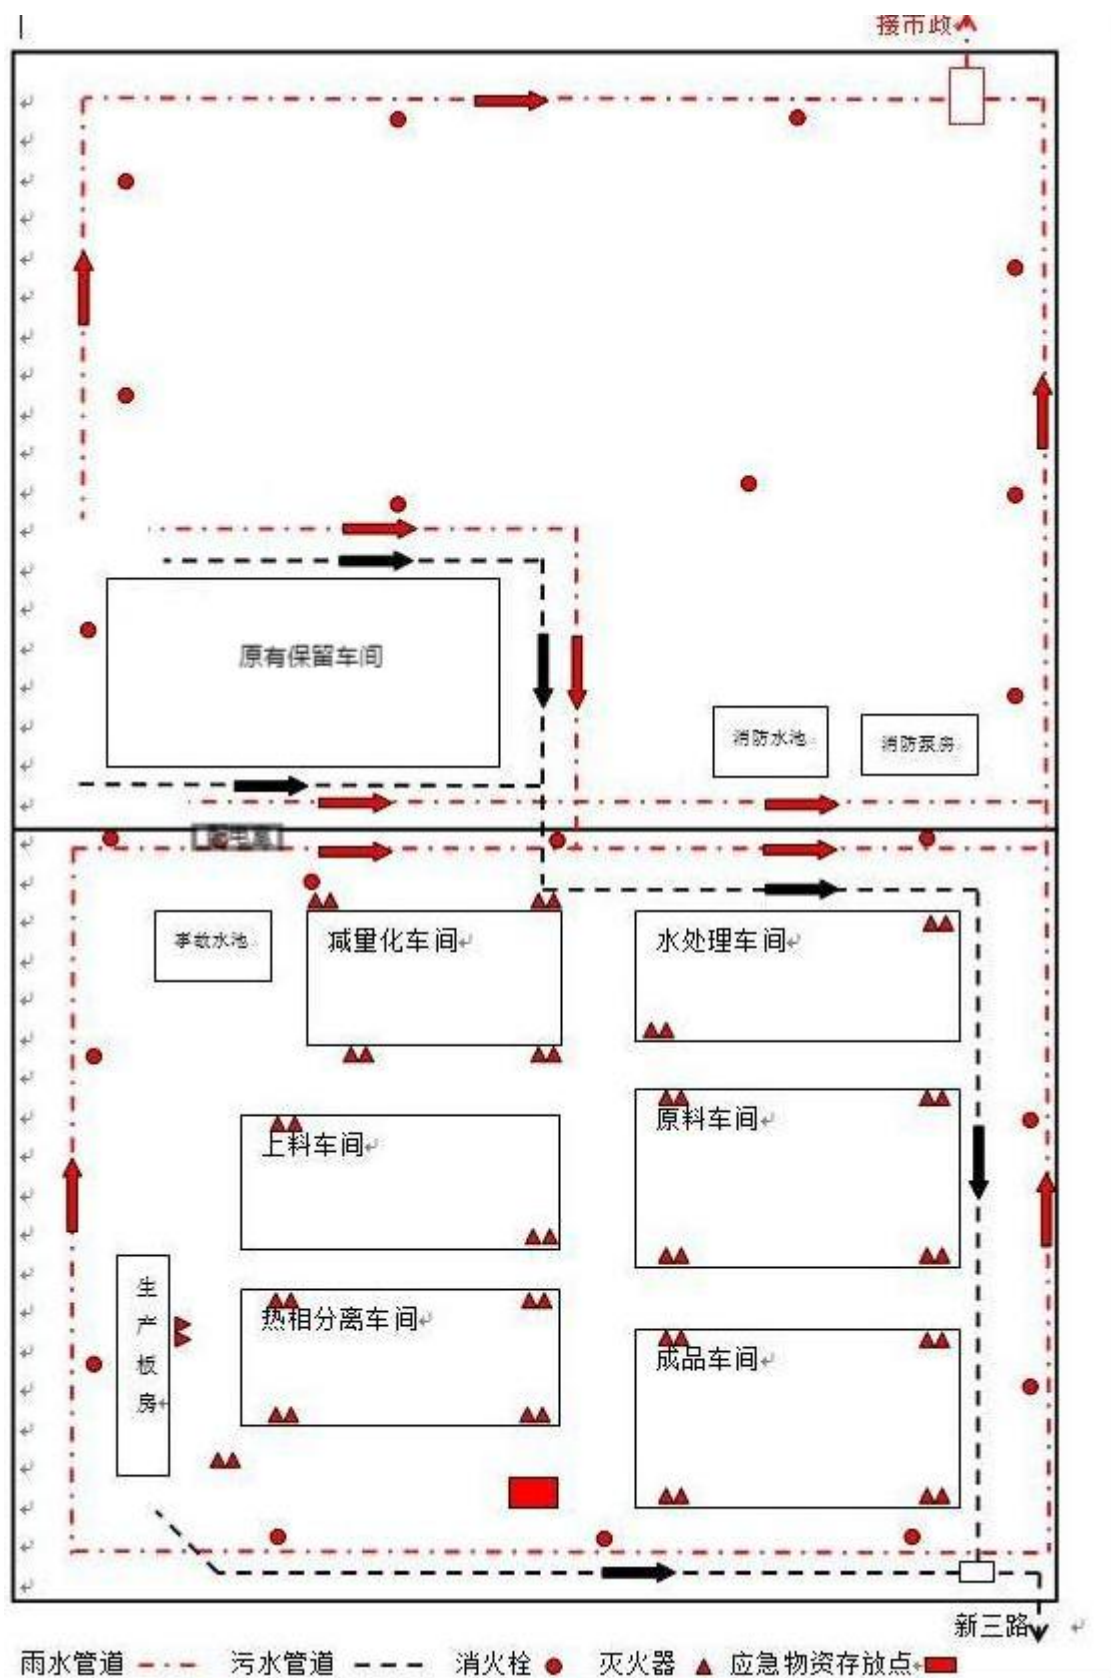 接市政
原有保留车间
消防水池
消防泵房
配电室
事故水池
减量化车间
水处理车间
上料车间
原料车间
生产板房
热相分离车间
成品车间
新三路
雨水管道 污水管道 消火栓 灭火器 应急物资存放点